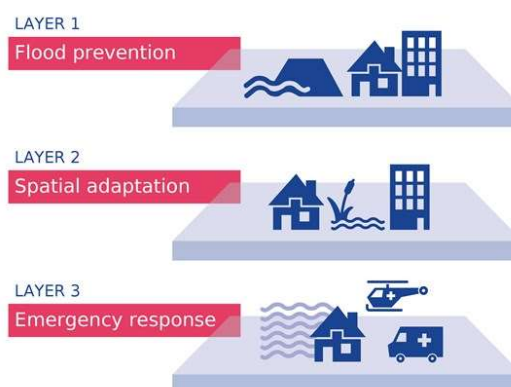 LAYER 1
Flood prevention
LAYER 2
Spatial adaptation
LAYER 3
Emergency response